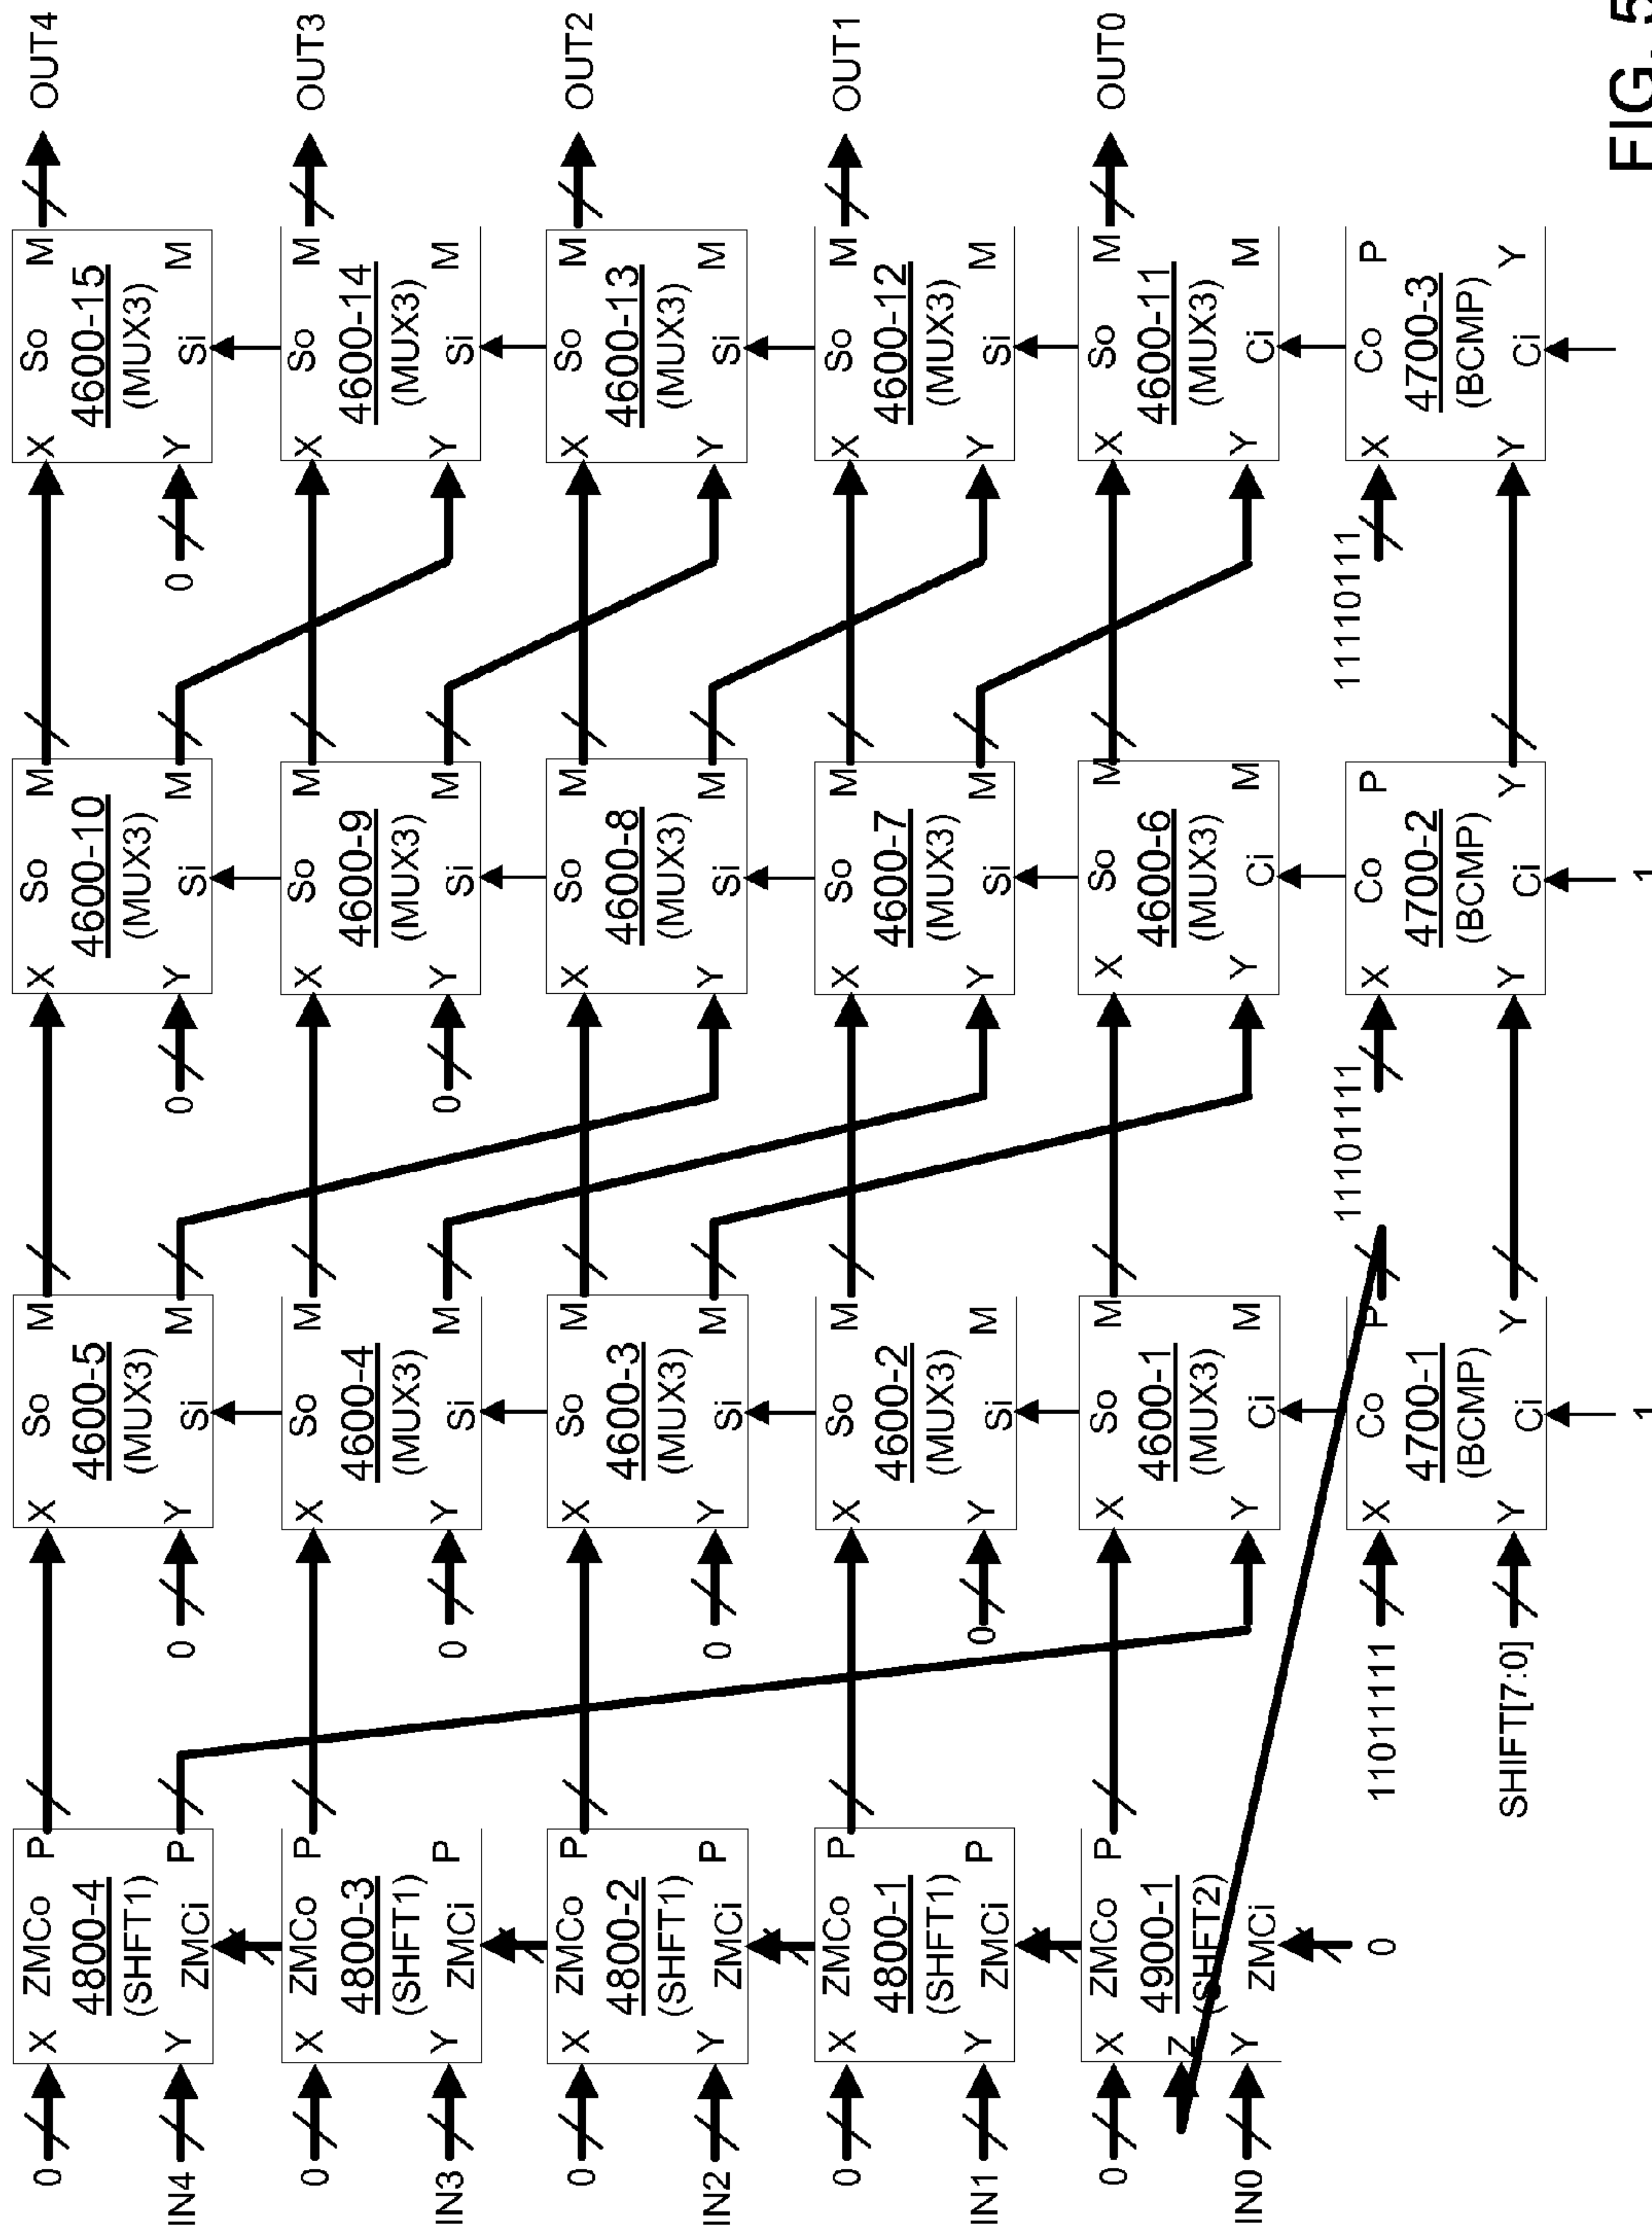 0 X ZMCo P
4800-4
(SHFT1)
IN4 Y ZMCi P
X So M
4600-5
(MUX3)
0 Y Si M
X So M
4600-10
(MUX3)
0 Y Si M
X So M OUT4
4600-15
(MUX3)
0 Y Si M
0 X ZMCo P
4800-3
(SHFT1)
IN3 Y ZMCi P
X So M
4600-4
(MUX3)
0 Y Si M
X So M
4600-9
(MUX3)
0 Y Si M
X So M OUT3
4600-14
(MUX3)
Y Si M
0 X ZMCo P
4800-2
(SHFT1)
IN2 Y ZMCi P
X So M
4600-3
(MUX3)
0 Y Si M
X So M
4600-8
(MUX3)
Y Si M
X So M OUT2
4600-13
(MUX3)
Y Si M
0 X ZMCo P
4800-1
(SHFT1)
IN1 Y ZMCi P
X So M
4600-2
(MUX3)
0 Y Si M
X So M
4600-7
(MUX3)
Y Si M
X So M OUT1
4600-12
(MUX3)
Y Si M
0 X ZMCo P
4900-1
Z (SHFT2)
IN0 Y ZMCi
0
X So M
4600-1
(MUX3)
Y Ci M
X So M
4600-6
(MUX3)
Y Ci M
X So M OUT0
4600-11
(MUX3)
Y Ci M
11011111 X Co P
4700-1
(BCMP)
SHIFT[7:0] Y Ci Y
1
11101111 X Co P
4700-2
(BCMP)
Y Ci Y
1
11110111 X Co P
4700-3
(BCMP)
Y Ci Y
FIG. 5